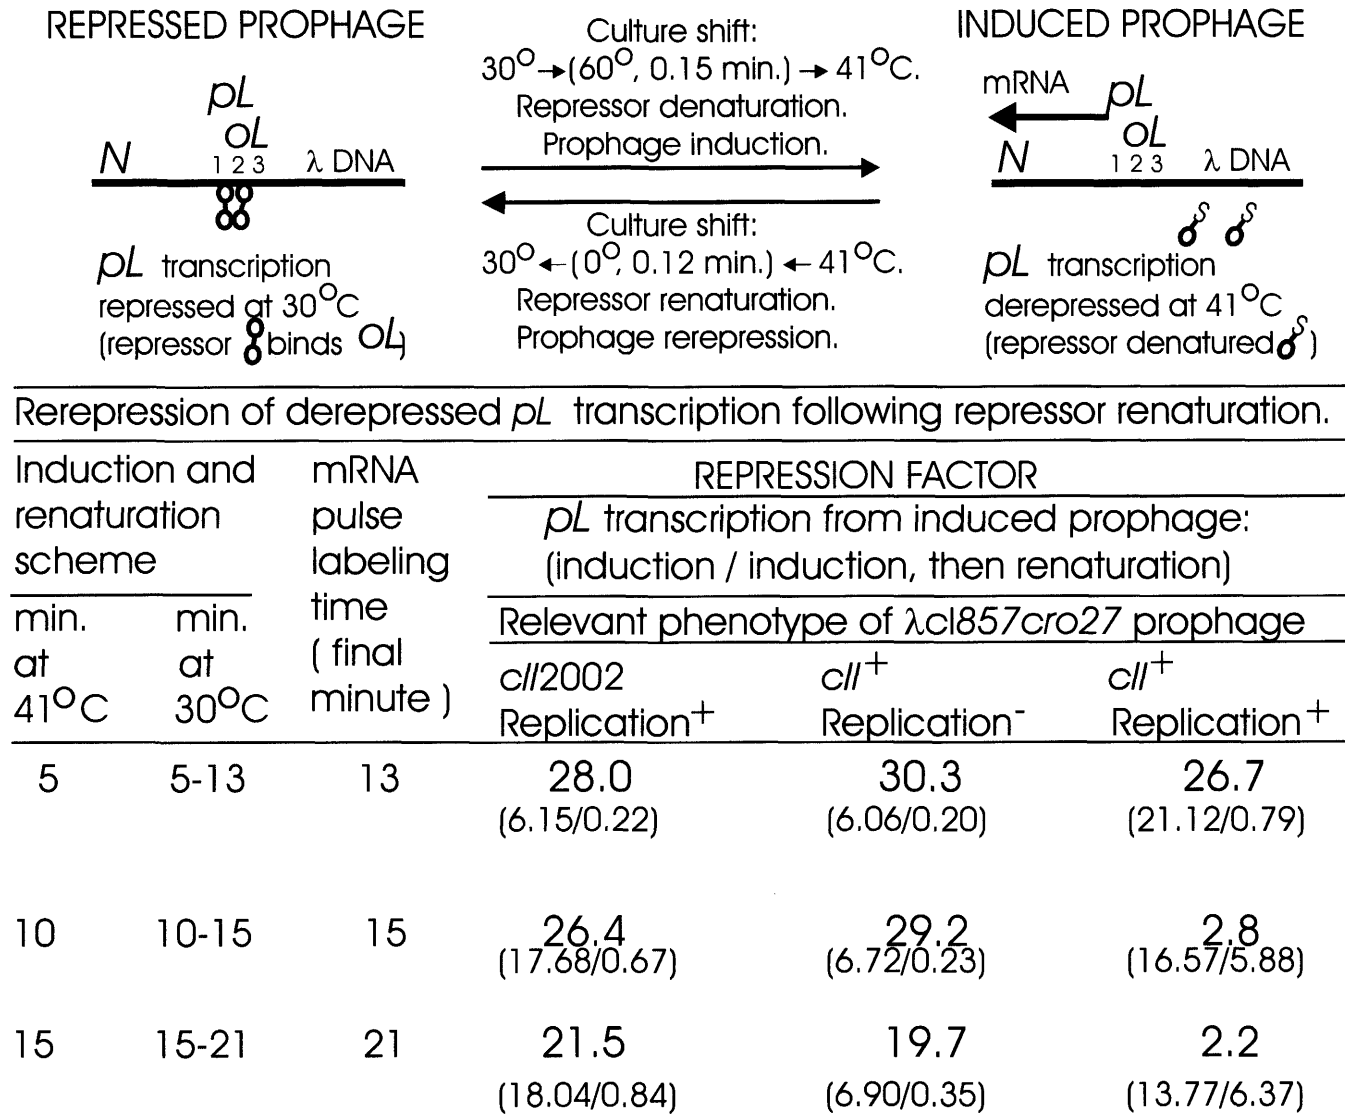 REPRESSED PROPHAGE
pL
oL
N 1 2 3 λ DNA
pL transcription
repressed at 30°C
(repressor binds oL)
Culture shift:
30°→(60°, 0.15 min.)→ 41°C.
Repressor denaturation.
Prophage induction.
Culture shift:
30°←(0°, 0.12 min.)← 41°C.
Repressor renaturation.
Prophage rerepression.
INDUCED PROPHAGE
mRNA pL
oL
N 1 2 3 λ DNA
pL transcription
derepressed at 41°C
(repressor denatured )
Rerepression of derepressed pL transcription following repressor renaturation.
Induction and
renaturation
scheme
min.
at
41°C
min.
at
30°C
mRNA
pulse
labeling
time
( final
minute )
REPRESSION FACTOR
pL transcription from induced prophage:
(induction / induction, then renaturation)
Relevant phenotype of λcI857cro27 prophage
cII2002
Replication+
cII+
Replication-
cII+
Replication+
5 5-13 13 28.0 30.3 26.7
(6.15/0.22) (6.06/0.20) (21.12/0.79)
10 10-15 15 26.4 29.2 2.8
(17.68/0.67) (6.72/0.23) (16.57/5.88)
15 15-21 21 21.5 19.7 2.2
(18.04/0.84) (6.90/0.35) (13.77/6.37)